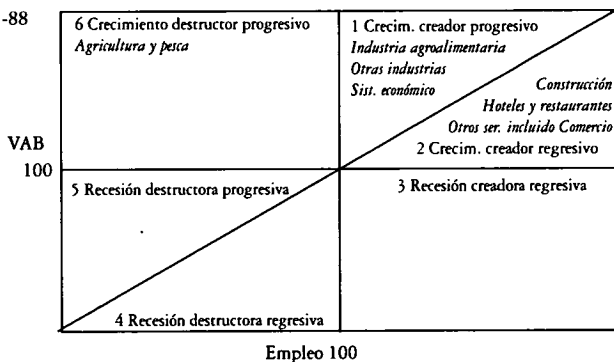 -88
6 Crecimiento destructor progresivo
Agricultura y pesca
1 Crecim. creador progresivo
Industria agroalimentaria
Otras industrias
Sist. económico
Construcción
Hoteles y restaurantes
Otros ser. incluido Comercio
2 Crecim. creador regresivo
VAB
100
5 Recesión destructora progresiva
3 Recesión creadora regresiva
4 Recesión destructora regresiva
Empleo 100